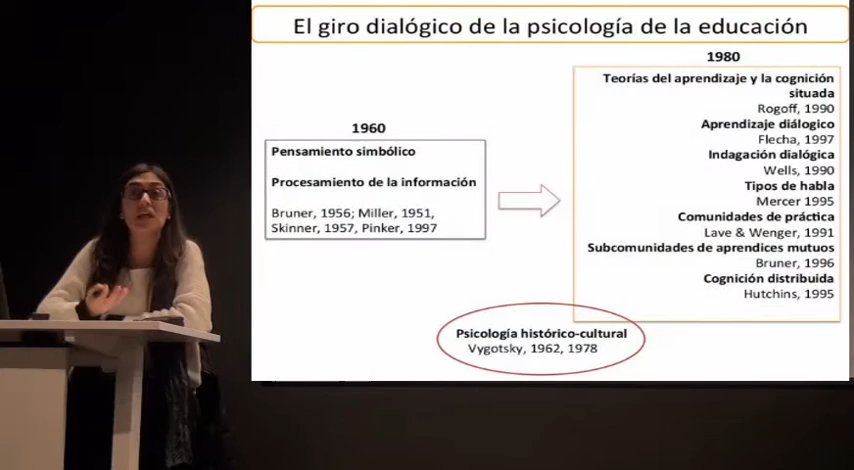 El giro dialógico de la psicología de la educación
1960
Pensamiento simbólico
Procesamiento de la información
Bruner, 1956; Miller, 1951,
Skinner, 1957, Pinker, 1997
1980
Teorías del aprendizaje y la cognición
situada
Rogoff, 1990
Aprendizaje diálogico
Flecha, 1997
Indagación dialógica
Wells, 1990
Tipos de habla
Mercer 1995
Comunidades de práctica
Lave & Wenger, 1991
Subcomunidades de aprendices mutuos
Bruner, 1996
Cognición distribuida
Hutchins, 1995
Psicología histórico-cultural
Vygotsky, 1962, 1978